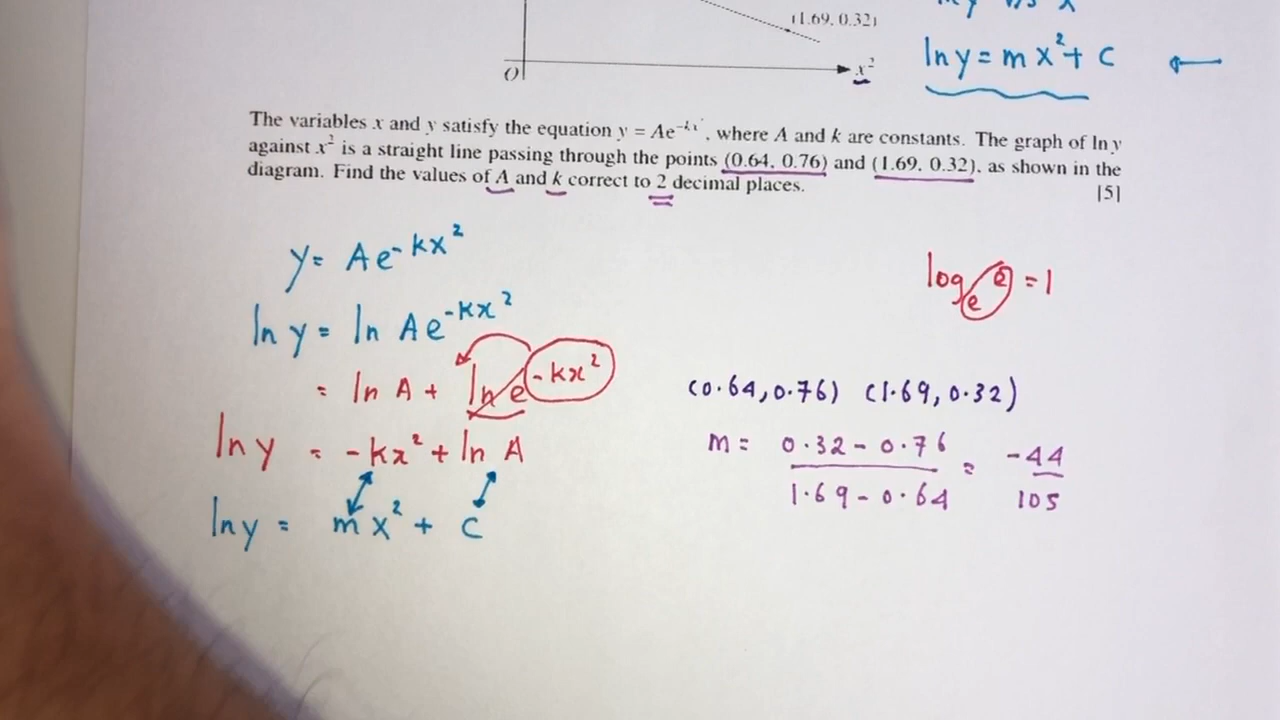 (1.69, 0.32)
O
x²
ln y = m x² + c
The variables x and y satisfy the equation y = Ae^(-kx²), where A and k are constants. The graph of ln y
against x² is a straight line passing through the points (0.64, 0.76) and (1.69, 0.32), as shown in the
diagram. Find the values of A and k correct to 2 decimal places. [5]
y = Ae^(-kx²)
ln y = ln Ae^(-kx²)
= ln A + ln e^(-kx²)
ln y = -kx² + ln A
ln y = mx² + c
log_e e = 1
(0.64, 0.76) (1.69, 0.32)
m = (0.32 - 0.76)/(1.69 - 0.64) = -44/105